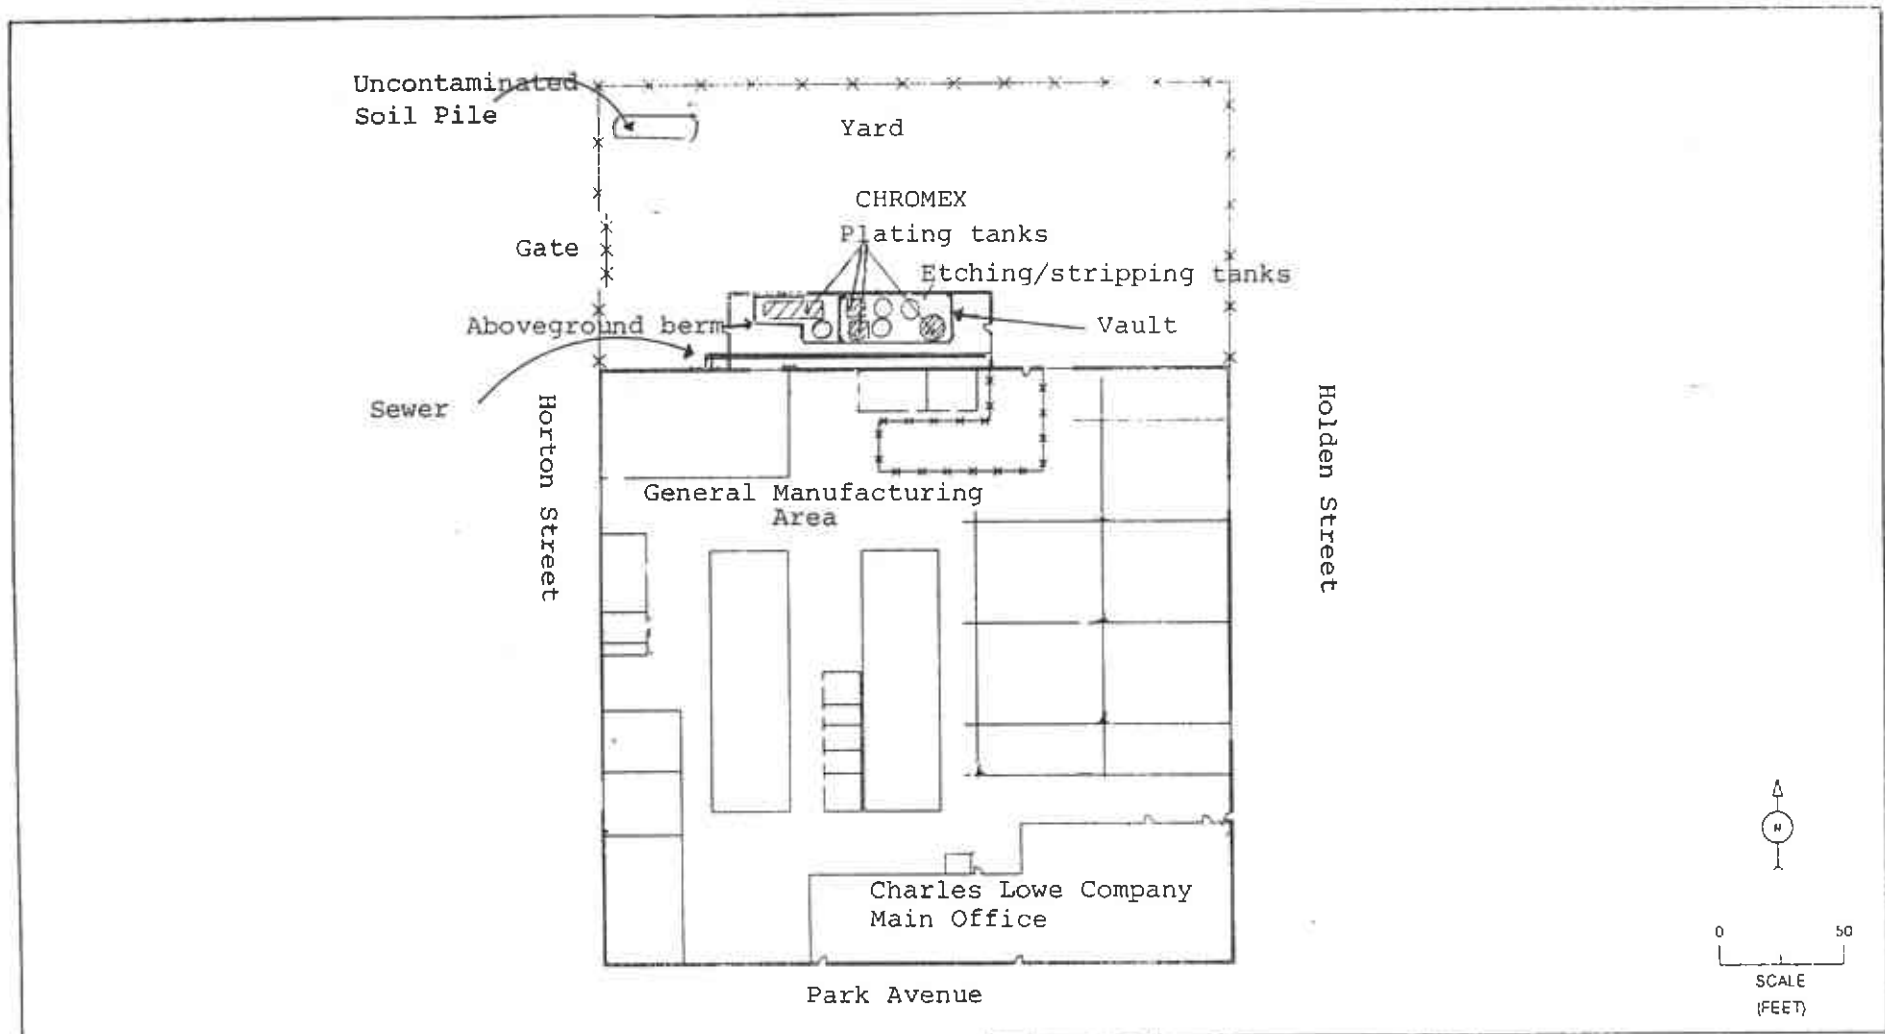 Uncontaminated
Soil Pile
Yard
CHROMEX
Plating tanks
Gate
Etching/stripping tanks
Aboveground berm
Vault
Sewer
Horton Street
Holden Street
General Manufacturing
Area
Charles Lowe Company
Main Office
N
0 50
SCALE
(FEET)
Park Avenue